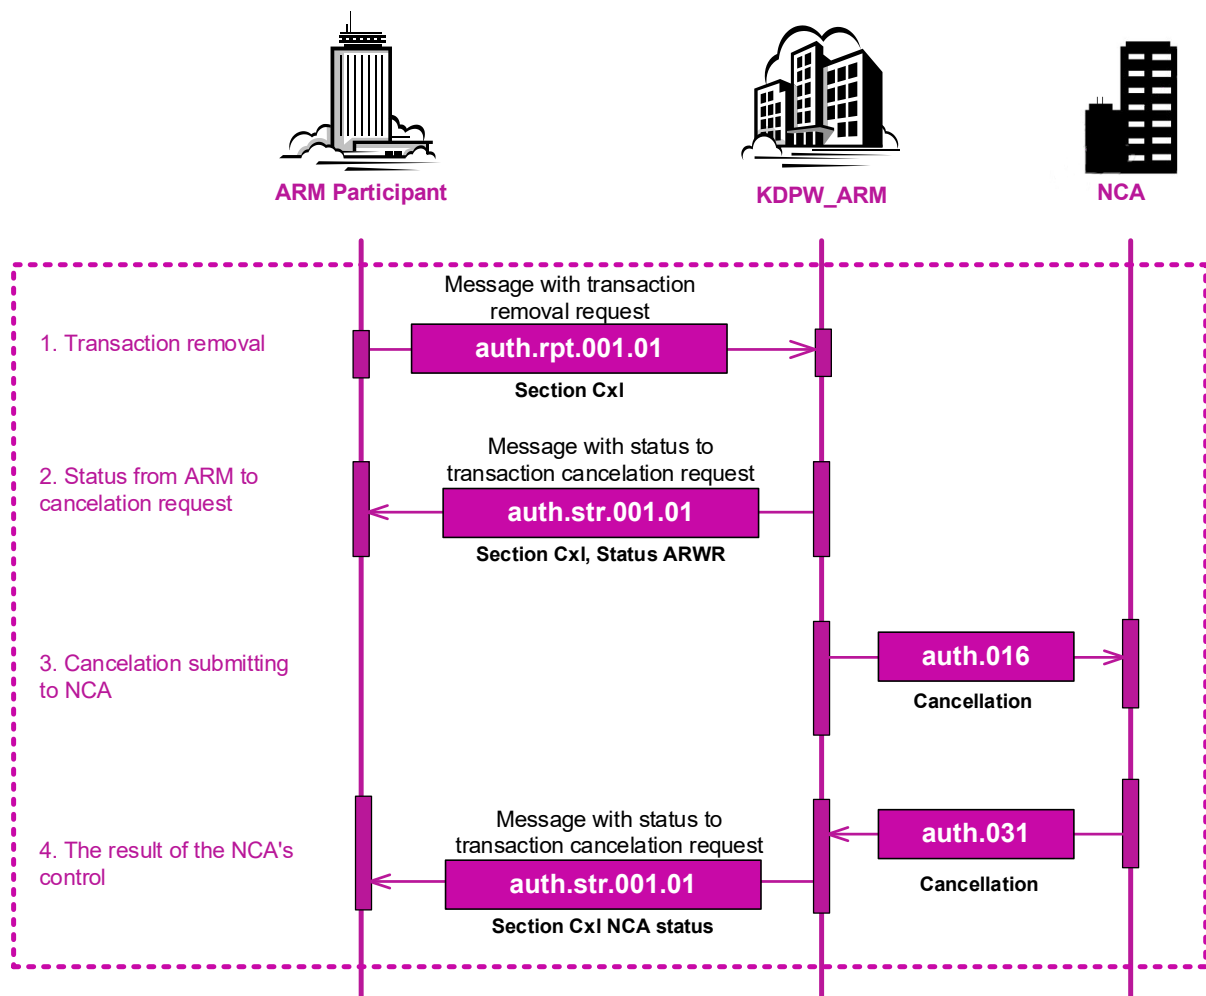 ARM Participant
KDPW_ARM
NCA
1. Transaction removal
Message with transaction
removal request
auth.rpt.001.01
Section Cxl
2. Status from ARM to
cancelation request
Message with status to
transaction cancelation request
auth.str.001.01
Section Cxl, Status ARWR
3. Cancelation submitting
to NCA
auth.016
Cancellation
4. The result of the NCA's
control
auth.031
Cancellation
Message with status to
transaction cancelation request
auth.str.001.01
Section Cxl NCA status